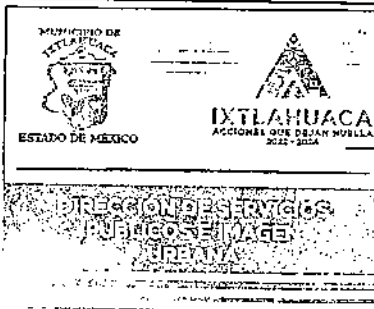 MUNICIPIO DE
IXTLAHUACA
ESTADO DE MÉXICO
IXTLAHUACA
ACCIONES QUE DEJAN HUELLA
2022 - 2024
DIRECCIÓN DE SERVICIOS
PÚBLICOS E IMAGEN
URBANA